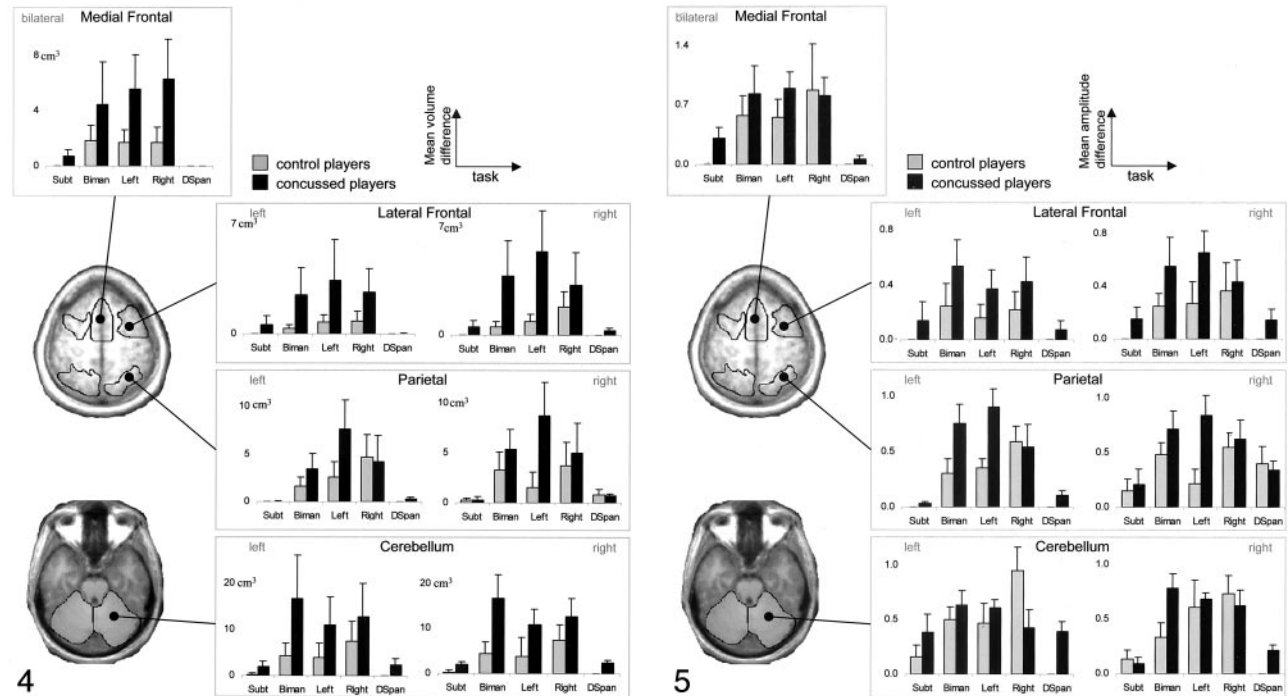 bilateral Medial Frontal
8 cm³
4
0
Subt Biman Left Right DSpan
Mean volume
difference
task
control players
concussed players
left Lateral Frontal right
7 cm³ 7 cm³
0 0
Subt Biman Left Right DSpan Subt Biman Left Right DSpan
left Parietal right
10 cm³ 10 cm³
5 5
0 0
Subt Biman Left Right DSpan Subt Biman Left Right DSpan
left Cerebellum right
20 cm³ 20 cm³
10 10
0 0
Subt Biman Left Right DSpan Subt Biman Left Right DSpan
4
bilateral Medial Frontal
1.4
0.7
0.0
Subt Biman Left Right DSpan
Mean amplitude
difference
task
control players
concussed players
left Lateral Frontal right
0.8 0.8
0.4 0.4
0.0 0.0
Subt Biman Left Right DSpan Subt Biman Left Right DSpan
left Parietal right
1.0 1.0
0.5 0.5
0.0 0.0
Subt Biman Left Right DSpan Subt Biman Left Right DSpan
left Cerebellum right
1.0 1.0
0.5 0.5
0.0 0.0
Subt Biman Left Right DSpan Subt Biman Left Right DSpan
5